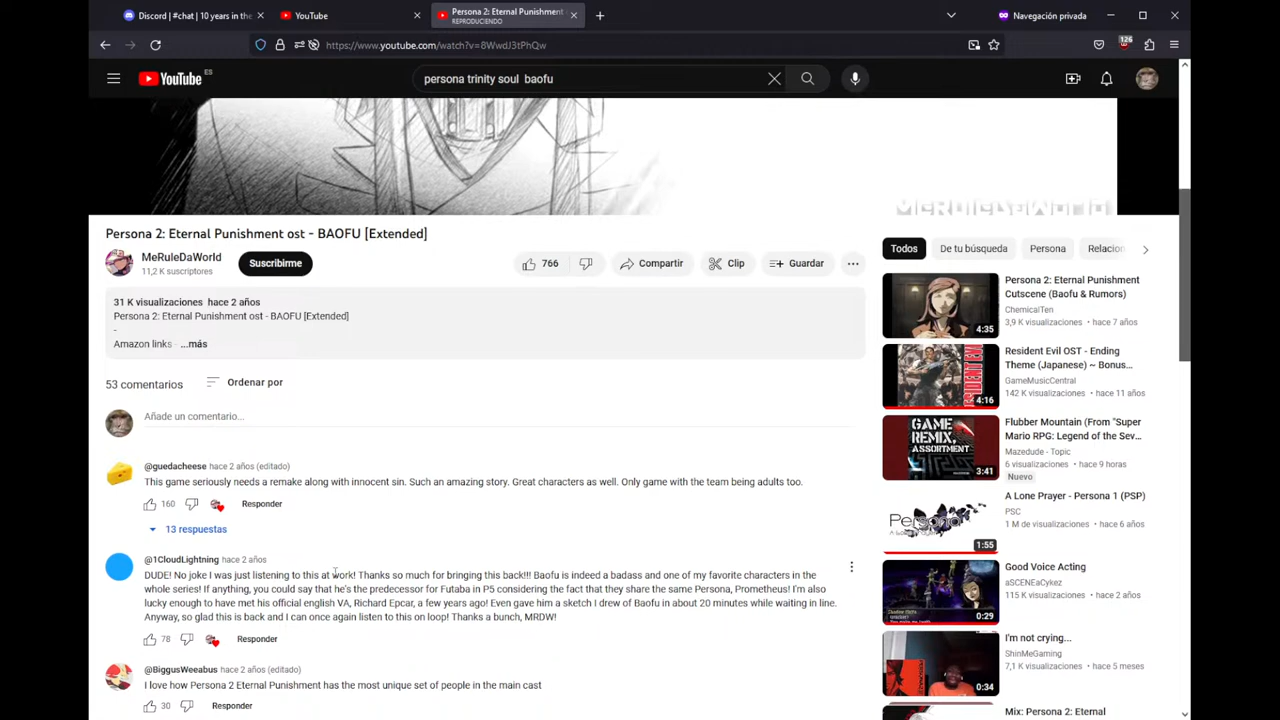 Discord | #chat | 10 years in the
YouTube
Persona 2: Eternal Punishment
REPRODUCIENDO
Navegación privada
https://www.youtube.com/watch?v=8WwdJ3tPhQw
126
YouTube ES
persona trinity soul baofu
MeRuleDaWorld
Persona 2: Eternal Punishment ost - BAOFU [Extended]
MeRuleDaWorld
11,2 K suscriptores
Suscribirme
766
Compartir
Clip
Guardar
31 K visualizaciones hace 2 años
Persona 2: Eternal Punishment ost - BAOFU [Extended]
-
Amazon links ...más
53 comentarios
Ordenar por
Añade un comentario...
@guedacheese hace 2 años (editado)
This game seriously needs a remake along with innocent sin. Such an amazing story. Great characters as well. Only game with the team being adults too.
160
Responder
13 respuestas
@1CloudLightning hace 2 años
DUDE! No joke I was just listening to this at work! Thanks so much for bringing this back!!! Baofu is indeed a badass and one of my favorite characters in the
whole series! If anything, you could say that he's the predecessor for Futaba in P5 considering the fact that they share the same Persona, Prometheus! I'm also
lucky enough to have met his official english VA, Richard Epcar, a few years ago! Even gave him a sketch I drew of Baofu in about 20 minutes while waiting in line.
Anyway, so glad this is back and I can once again listen to this on loop! Thanks a bunch, MRDW!
78
Responder
@BiggusWeeabus hace 2 años (editado)
I love how Persona 2 Eternal Punishment has the most unique set of people in the main cast
30
Responder
Todos
De tu búsqueda
Persona
Relacion
Persona 2: Eternal Punishment
Cutscene (Baofu & Rumors)
ChemicalTen
3,9 K visualizaciones • hace 7 años
4:35
Resident Evil OST - Ending
Theme (Japanese) ~ Bonus...
GameMusicCentral
142 K visualizaciones • hace 11 años
4:16
Flubber Mountain (From "Super
Mario RPG: Legend of the Sev...
Mazedude - Topic
6 visualizaciones • hace 9 horas
Nuevo
GAME
REMIX,
ASSORTMENT
3:41
A Lone Prayer - Persona 1 (PSP)
PSC
1 M de visualizaciones • hace 6 años
Persona
1:55
Good Voice Acting
aSCENEaCykez
115 K visualizaciones • hace 2 años
0:29
I'm not crying...
ShinMeGaming
7,1 K visualizaciones • hace 5 meses
0:34
Mix: Persona 2: Eternal